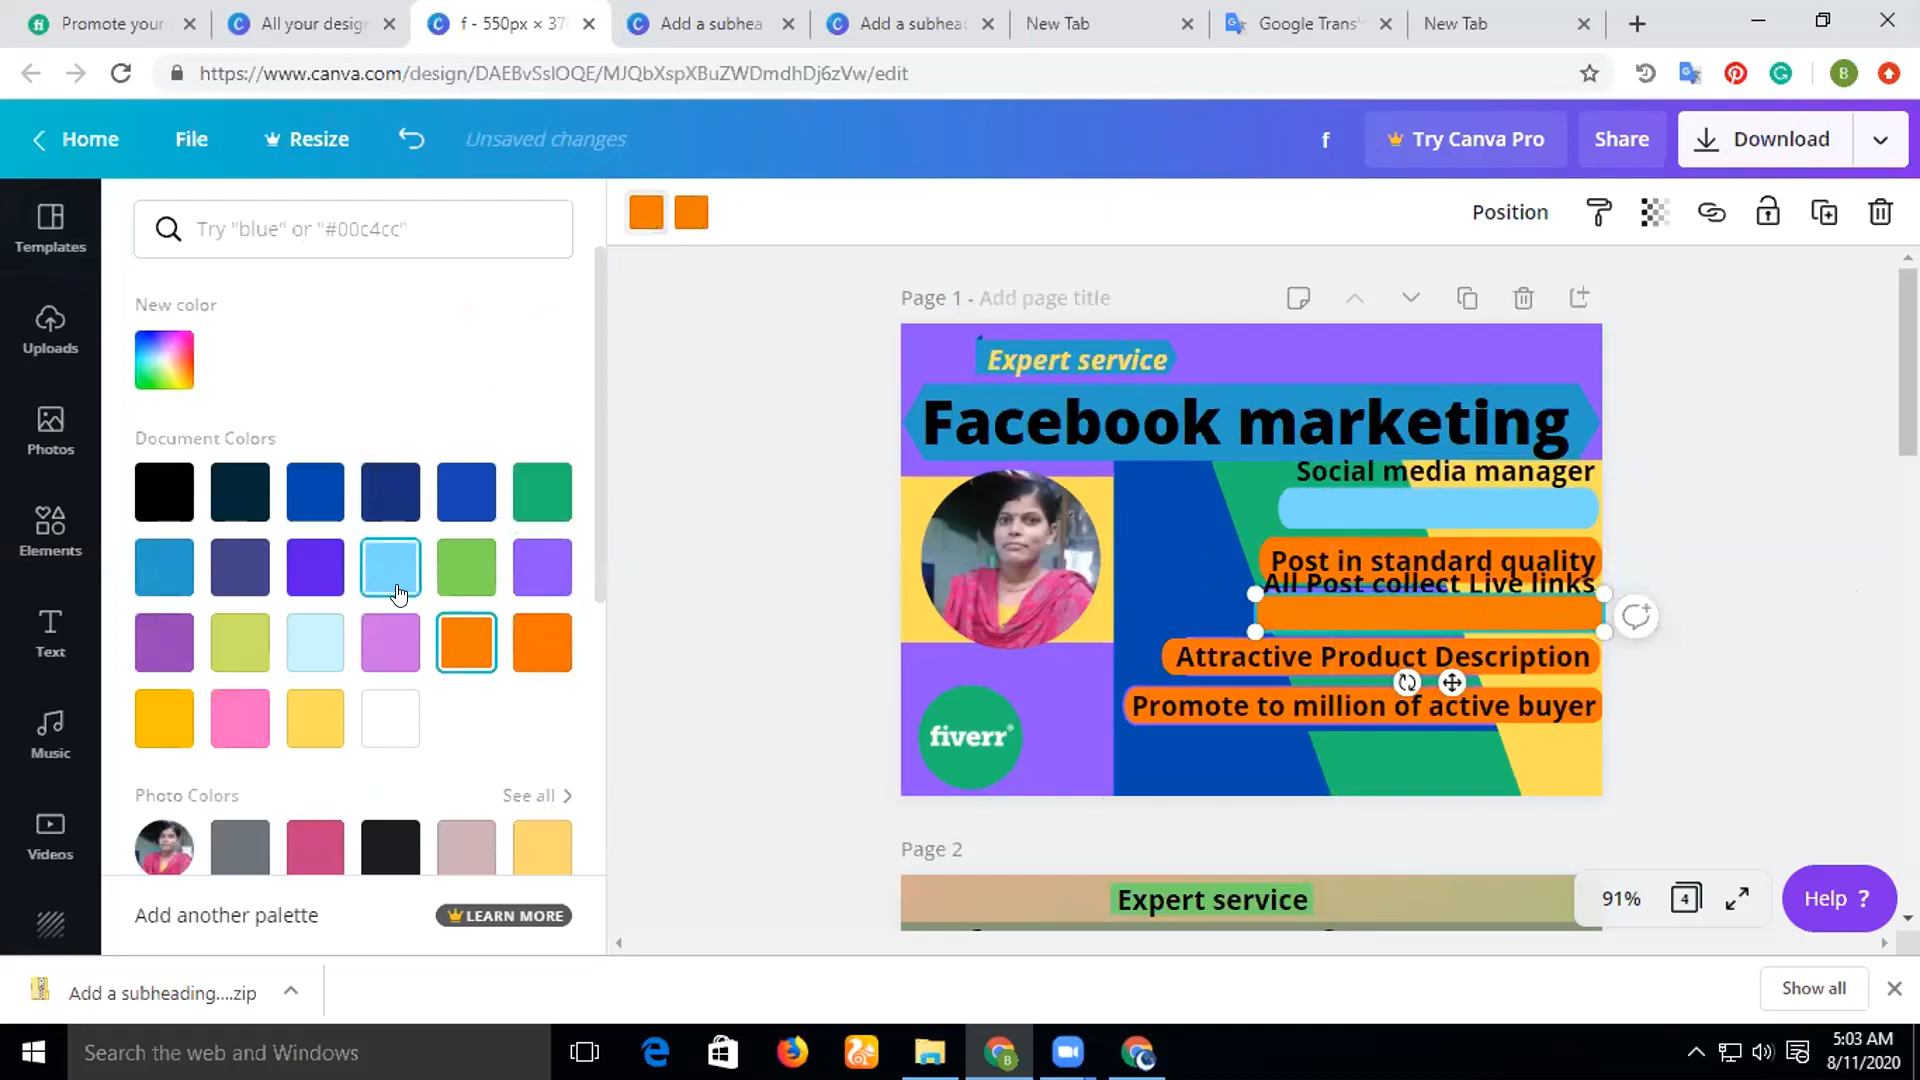 Promote your
All your desig
f - 550px × 37
Add a subhea
Add a subhea
New Tab
Google Trans
New Tab
https://www.canva.com/design/DAEBvSsIOQE/MJQbXspXBuZWDmdhDj6zVw/edit
B
Home
File
Resize
Unsaved changes
f
Try Canva Pro
Share
Download
Templates
Uploads
Photos
Elements
Text
Music
Videos
Try "blue" or "#00c4cc"
New color
Document Colors
Photo Colors
See all
Add another palette
LEARN MORE
Position
Page 1 - Add page title
Expert service
Facebook marketing
Social media manager
Post in standard quality
All Post collect Live links
Attractive Product Description
Promote to million of active buyer
fiverr®
Page 2
Expert service
91%
4
Help ?
Add a subheading....zip
Show all
Search the web and Windows
5:03 AM
8/11/2020